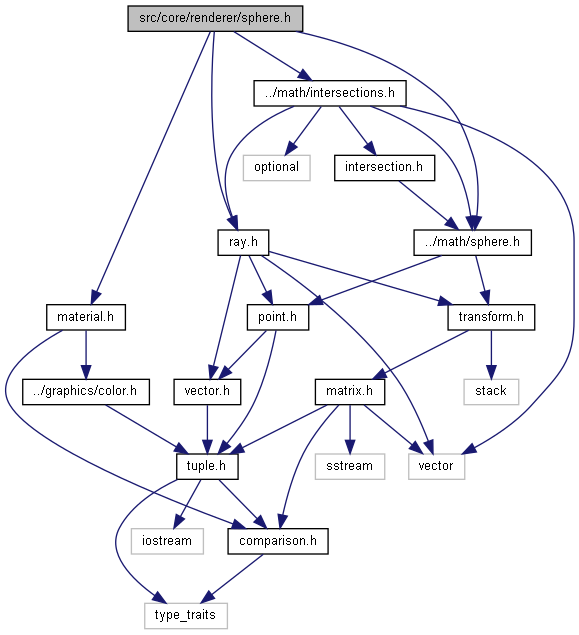 src/core/renderer/sphere.h
../math/intersections.h
optional
intersection.h
ray.h
../math/sphere.h
material.h
point.h
transform.h
../graphics/color.h
vector.h
matrix.h
stack
tuple.h
sstream
vector
iostream
comparison.h
type_traits